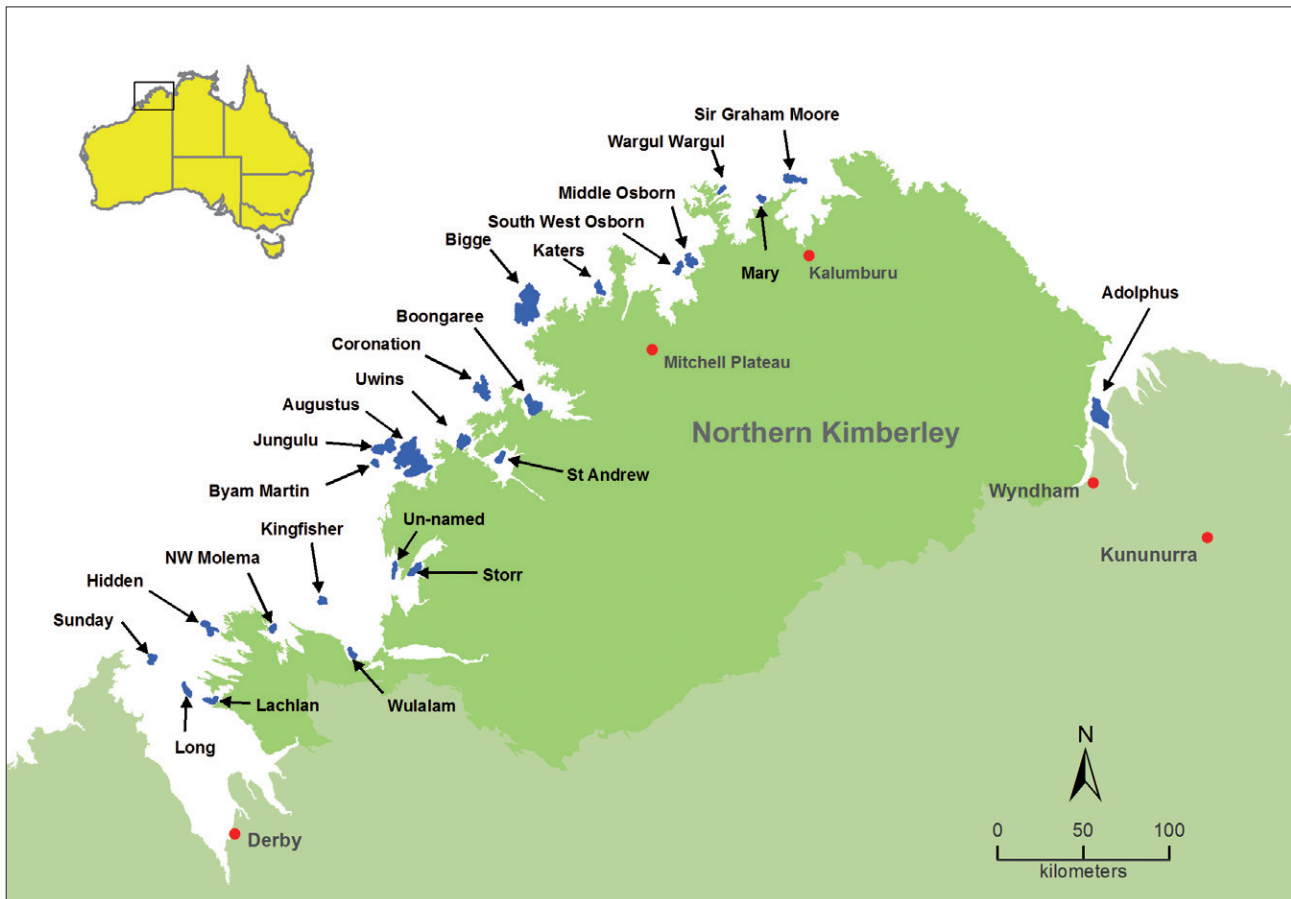 Sir Graham Moore
Wargul Wargul
Middle Osborn
South West Osborn
Bigge
Katers
Mary
Kalumburu
Adolphus
Boongaree
Coronation
Mitchell Plateau
Uwins
Augustus
Jungulu
Northern Kimberley
Byam Martin
St Andrew
Wyndham
Un-named
Kingfisher
Kununurra
NW Molema
Storr
Hidden
Sunday
Lachlan
Wulalam
Long
N
Derby
0 50 100
kilometers